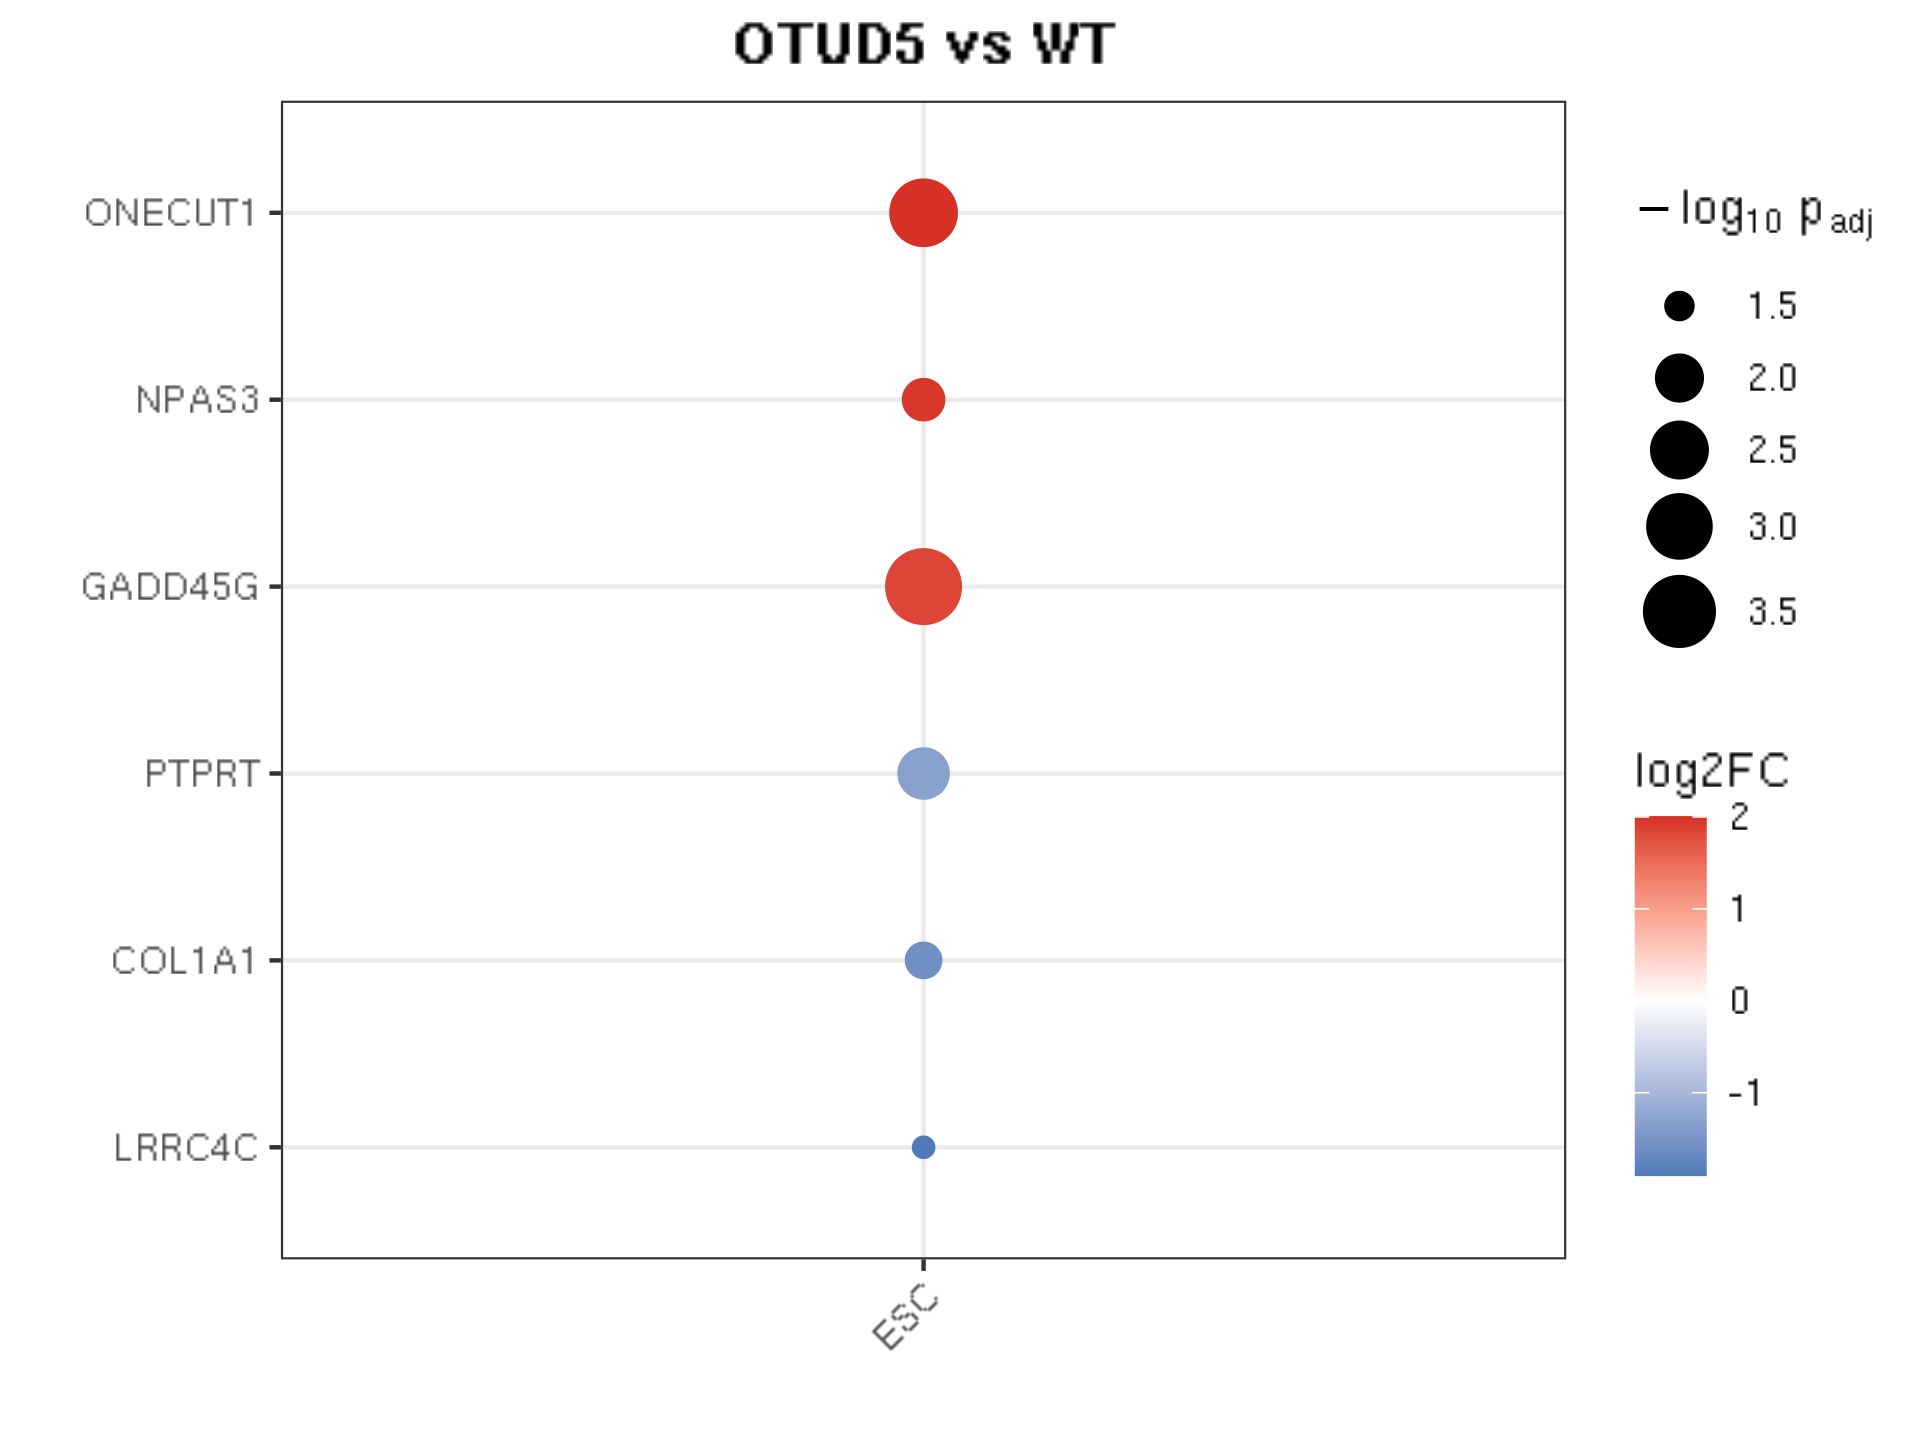 OTUD5 vs WT
ONECUT1
NPAS3
GADD45G
PTPRT
COL1A1
LRRC4C
ESC
− log10 p adj
1.5
2.0
2.5
3.0
3.5
log2FC
2
1
0
-1